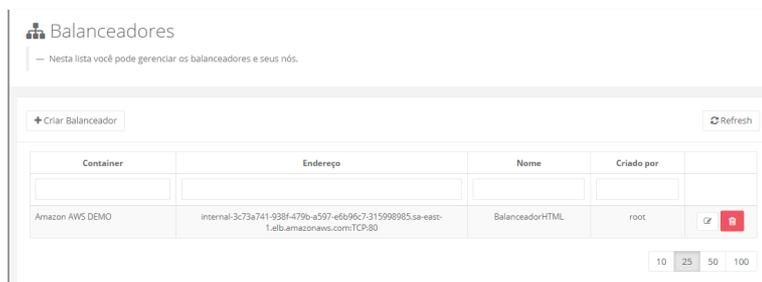 Balanceadores
— Nesta lista você pode gerenciar os balanceadores e seus nós.
+ Criar Balanceador
Refresh
Container Endereço Nome Criado por
Amazon AWS DEMO internal-3c73a741-938f-479b-a597-e6b96c7-315998985.sa-east-1.elb.amazonaws.com:TCP:80 BalanceadorHTML root
10 25 50 100